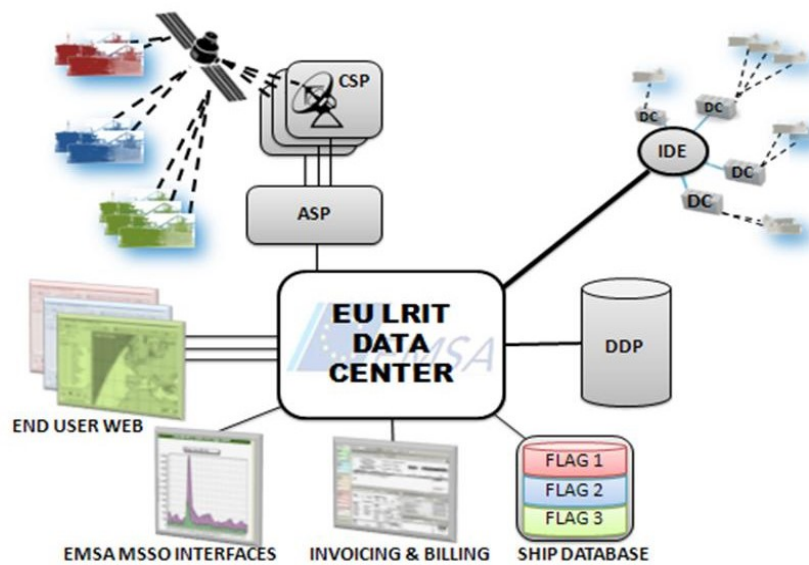 CSP
DC
DC
IDE
DC
DC
ASP
EU LRIT
DATA
CENTER
EMSA
DDP
END USER WEB
FLAG 1
FLAG 2
FLAG 3
EMSA MSSO INTERFACES
INVOICING & BILLING
SHIP DATABASE